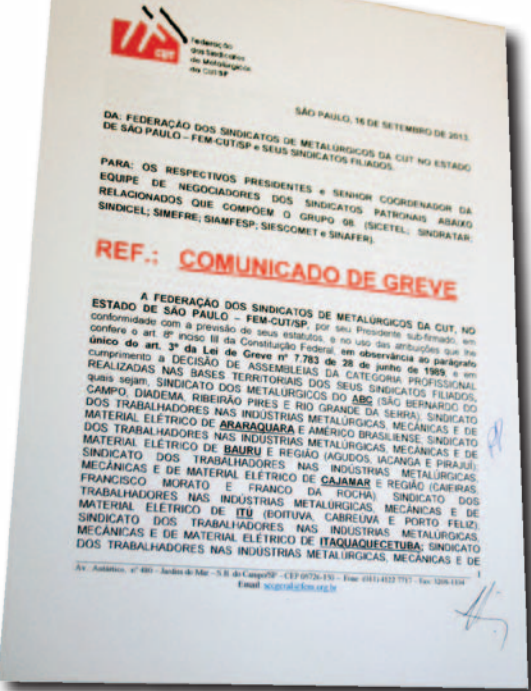 CUT
Federação
dos Sindicatos
de Metalúrgicos
da Cut/SP
SÃO PAULO, 16 DE SETEMBRO DE 2013.
DA: FEDERAÇÃO DOS SINDICATOS DE METALÚRGICOS DA CUT NO ESTADO
DE SÃO PAULO – FEM-CUT/SP e SEUS SINDICATOS FILIADOS.
PARA: OS RESPECTIVOS PRESIDENTES e SENHOR COORDENADOR DA
EQUIPE DE NEGOCIADORES DOS SINDICATOS PATRONAIS ABAIXO
RELACIONADOS QUE COMPÕEM O GRUPO 08. (SICETEL; SINDRATAR;
SINDICEL; SIMEFRE; SIAMFESP; SIESCOMET e SINAFER).
REF.: COMUNICADO DE GREVE
A FEDERAÇÃO DOS SINDICATOS DE METALÚRGICOS DA CUT, NO
ESTADO DE SÃO PAULO – FEM-CUT/SP, por seu Presidente sub-firmado, em
conformidade com a previsão de seus estatutos, e no uso das atribuições que lhe
confere o art. 8º inciso III da Constituição Federal, em observância ao parágrafo
único do art. 3º da Lei de Greve nº 7.783 de 28 de junho de 1989, e em
cumprimento a DECISÃO DE ASSEMBLEIAS DA CATEGORIA PROFISSIONAL
REALIZADAS NAS BASES TERRITORIAIS DOS SEUS SINDICATOS FILIADOS,
quais sejam, SINDICATO DOS METALÚRGICOS DO ABC (SÃO BERNARDO DO
CAMPO, DIADEMA, RIBEIRÃO PIRES E RIO GRANDE DA SERRA); SINDICATO
DOS TRABALHADORES NAS INDÚSTRIAS METALÚRGICAS, MECÂNICAS E DE
MATERIAL ELÉTRICO DE ARARAQUARA E AMÉRICO BRASILIENSE; SINDICATO
DOS TRABALHADORES NAS INDÚSTRIAS METALÚRGICAS, MECÂNICAS E DE
MATERIAL ELÉTRICO DE BAURU E REGIÃO (AGUDOS, IACANGA E PIRAJUÍ);
SINDICATO DOS TRABALHADORES NAS INDÚSTRIAS METALÚRGICAS,
MECÂNICAS E DE MATERIAL ELÉTRICO DE CAJAMAR E REGIÃO (CAIEIRAS,
FRANCISCO MORATO E FRANCO DA ROCHA); SINDICATO DOS
TRABALHADORES NAS INDÚSTRIAS METALÚRGICAS, MECÂNICAS E DE
MATERIAL ELÉTRICO DE ITÚ (BOITUVA, CABREÚVA E PORTO FELIZ);
SINDICATO DOS TRABALHADORES NAS INDÚSTRIAS METALÚRGICAS,
MECÂNICAS E DE MATERIAL ELÉTRICO DE ITAQUAQUECETUBA; SINDICATO
DOS TRABALHADORES NAS INDÚSTRIAS METALÚRGICAS, MECÂNICAS E DE
1
Av. Antártico, nº 480 – Jardim do Mar – S.B. do Campo/SP – CEP 09726-150 – Fone: (011) 4122 7717 -
Email: